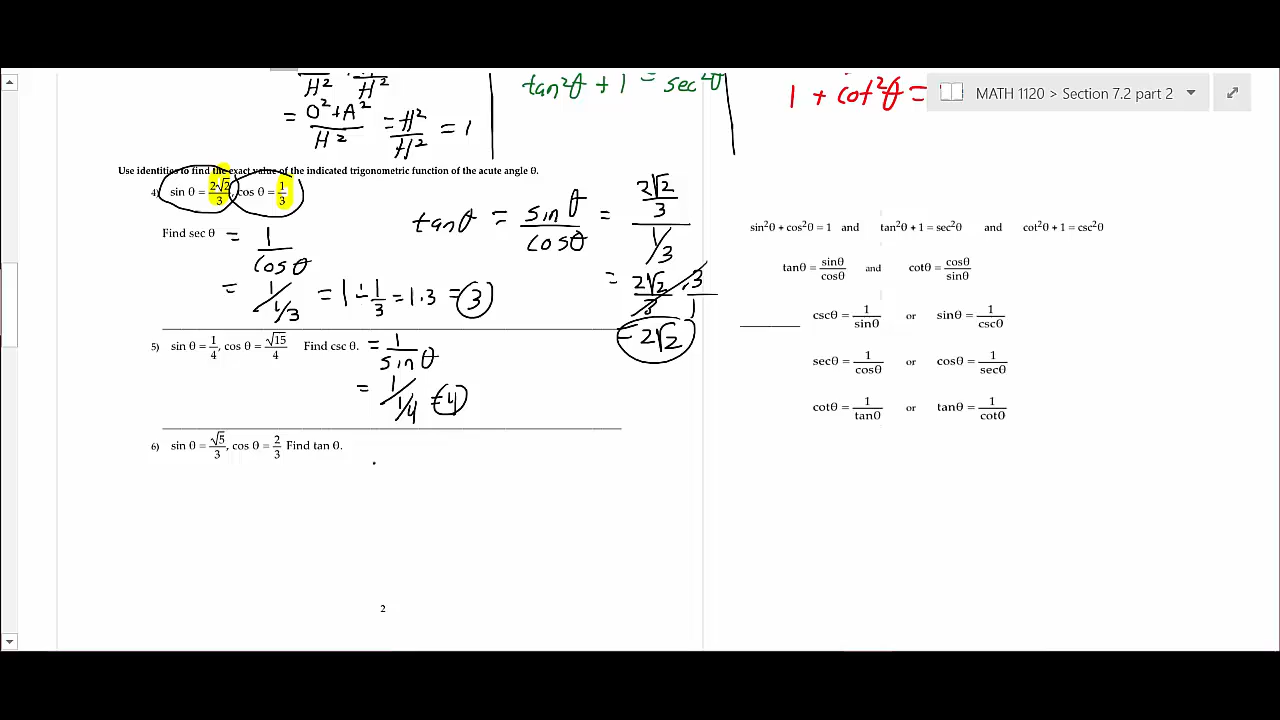 H² H²
tan²θ + 1 = sec²θ
1 + cot²θ =
MATH 1120 > Section 7.2 part 2
= O² + A² / H² = H² / H² = 1
Use identities to find the exact value of the indicated trigonometric function of the acute angle θ.
4) sin θ = 2√2/3, cos θ = 1/3
tanθ = sinθ/cosθ = (2√2/3)/(1/3)
Find sec θ = 1/cosθ
= 1/(1/3) = 1 ÷ 1/3 = 1·3 = 3
= 2√2/3 · 3/1
= 2√2
5) sin θ = 1/4, cos θ = √15/4 Find csc θ. = 1/sinθ
= 1/(1/4) = 4
6) sin θ = √5/3, cos θ = 2/3 Find tan θ.
2
sin²θ + cos²θ = 1 and tan²θ + 1 = sec²θ and cot²θ + 1 = csc²θ
tanθ = sinθ/cosθ and cotθ = cosθ/sinθ
cscθ = 1/sinθ or sinθ = 1/cscθ
secθ = 1/cosθ or cosθ = 1/secθ
cotθ = 1/tanθ or tanθ = 1/cotθ